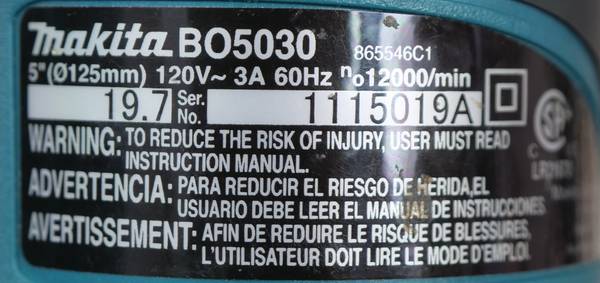 Makita BO5030 865546C1
5"(Ø125mm) 120V~ 3A 60Hz no12000/min
19.7 Ser. No. 1115019A
WARNING: TO REDUCE THE RISK OF INJURY, USER MUST READ
INSTRUCTION MANUAL.
ADVERTENCIA: PARA REDUCIR EL RIESGO DE HERIDA,EL
USUARIO DEBE LEER EL MANUAL DE INSTRUCCIONES.
AVERTISSEMENT: AFIN DE REDUIRE LE RISQUE DE BLESSURES,
L'UTILISATEUR DOIT LIRE LE MODE D'EMPLOI.